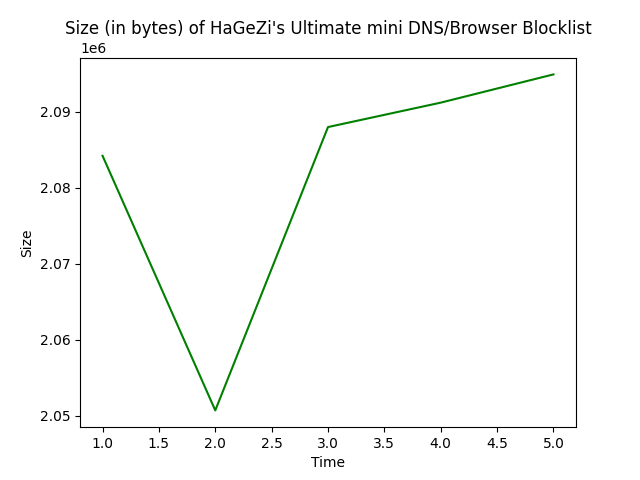 Size (in bytes) of HaGeZi's Ultimate mini DNS/Browser Blocklist
1e6
2.09
2.08
2.07
2.06
2.05
Size
1.0 1.5 2.0 2.5 3.0 3.5 4.0 4.5 5.0
Time